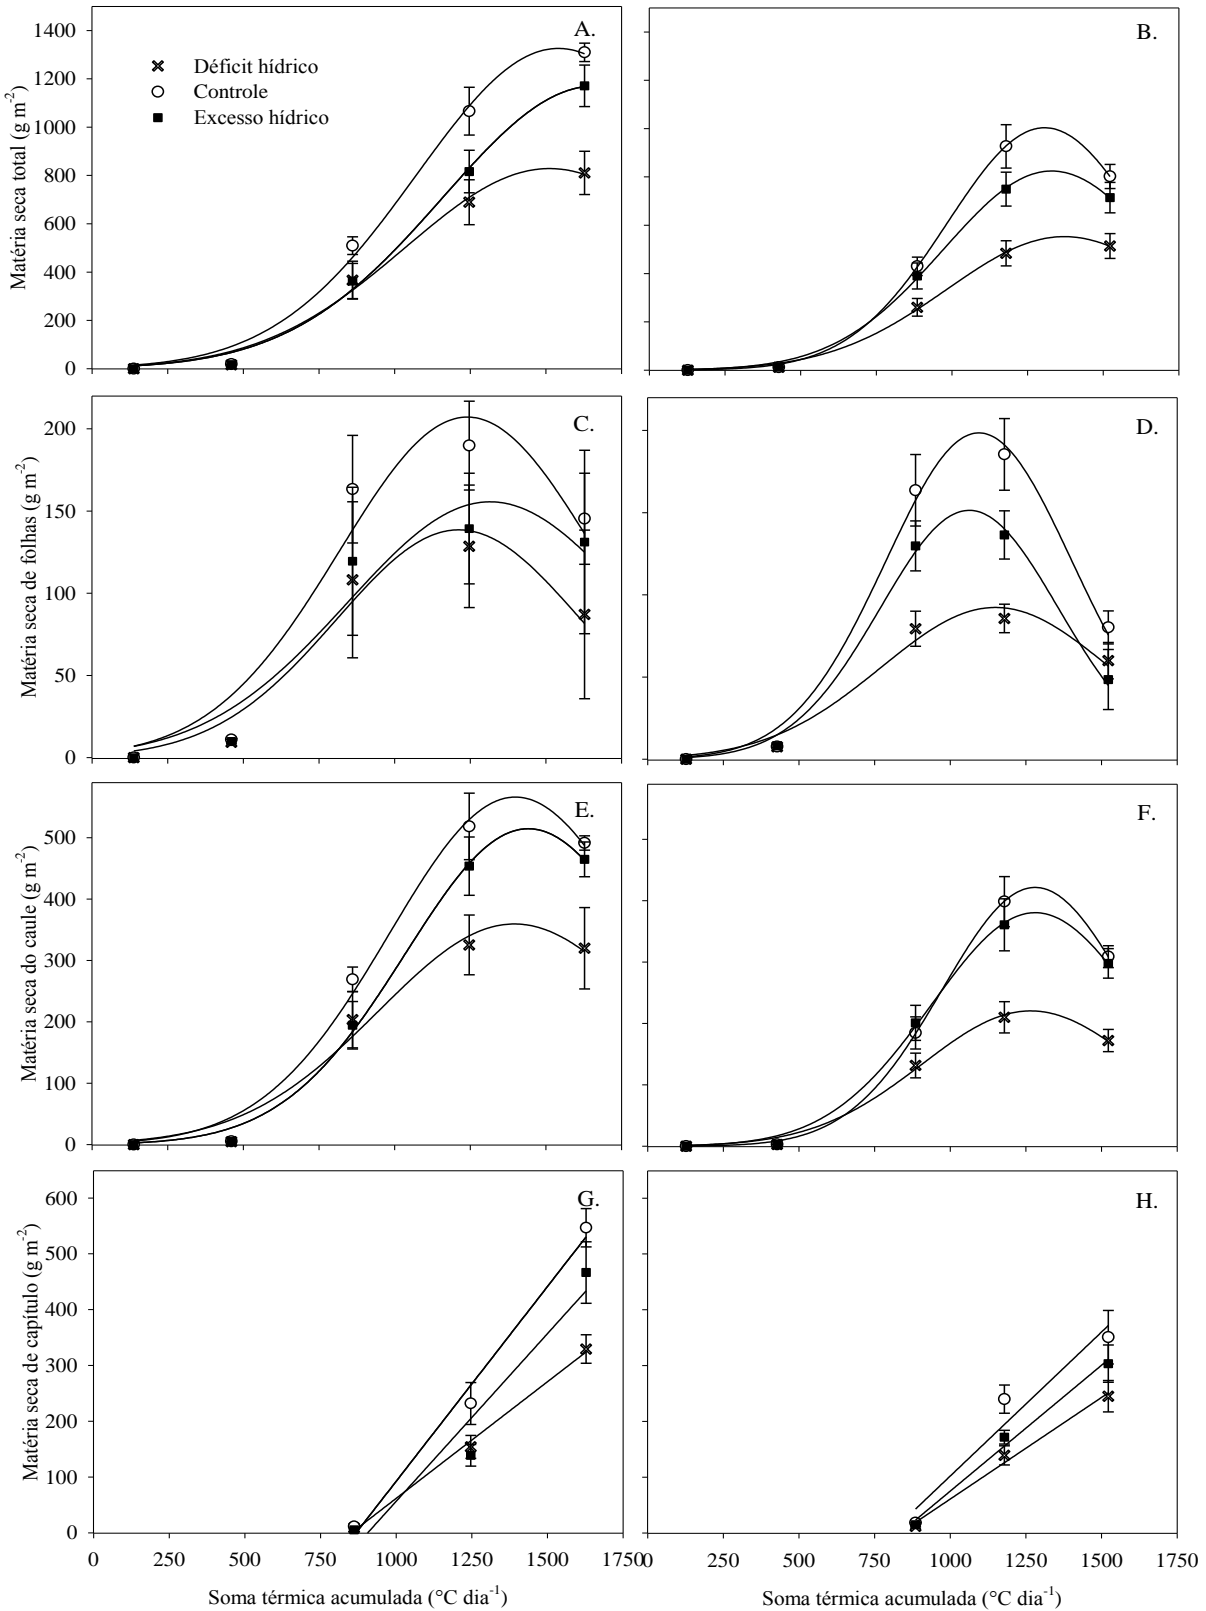 A.
B.
Déficit hídrico
Controle
Excesso hídrico
Matéria seca total (g m-2)
1400
1200
1000
800
600
400
200
0
C.
D.
Matéria seca de folhas (g m-2)
200
150
100
50
0
E.
F.
Matéria seca do caule (g m-2)
500
400
300
200
100
0
G.
H.
Matéria seca de capítulo (g m-2)
600
500
400
300
200
100
0
0 250 500 750 1000 1250 1500 1750
0 250 500 750 1000 1250 1500 1750
Soma térmica acumulada (°C dia-1)
Soma térmica acumulada (°C dia-1)